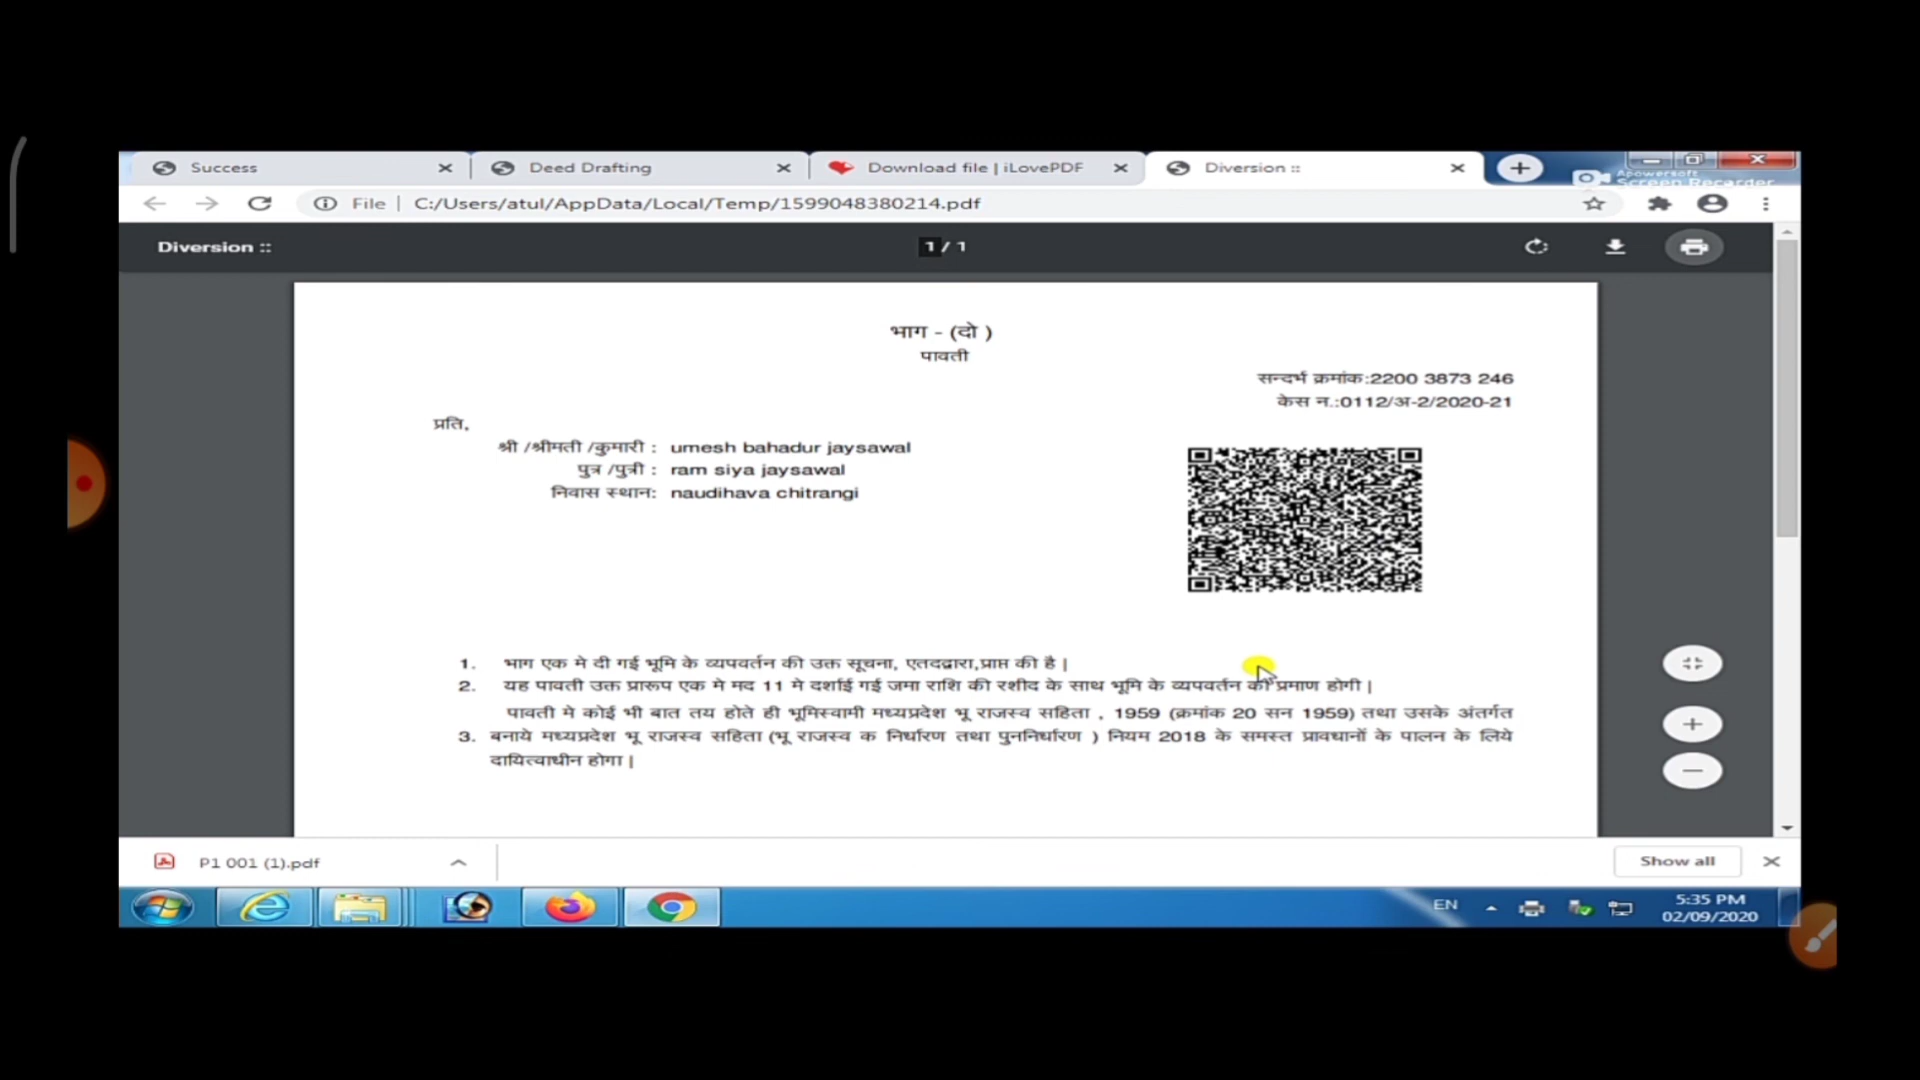 Success
Deed Drafting
Download file | iLovePDF
Diversion ::
Apowersoft
Screen Recorder
File
C:/Users/atul/AppData/Local/Temp/1599048380214.pdf
Diversion ::
1 / 1
भाग - (दो )
पावती
सन्दर्भ क्रमांक:2200 3873 246
केस न.:0112/अ-2/2020-21
प्रति,
श्री /श्रीमती /कुमारी : umesh bahadur jaysawal
पुत्र /पुत्री : ram siya jaysawal
निवास स्थान: naudihava chitrangi
1. भाग एक मे दी गई भूमि के व्यपवर्तन की उक्त सूचना, एतदद्वारा,प्राप्त की है |
2. यह पावती उक्त प्रारूप एक मे मद 11 मे दर्शाई गई जमा राशि की रशीद के साथ भूमि के व्यपवर्तन का प्रमाण होगी |
पावती मे कोई भी बात तय होते ही भूमिस्वामी मध्यप्रदेश भू राजस्व सहिता , 1959 (क्रमांक 20 सन 1959) तथा उसके अंतर्गत
3. बनाये मध्यप्रदेश भू राजस्व सहिता (भू राजस्व क निर्धारण तथा पुननिर्धारण ) नियम 2018 के समस्त प्रावधानों के पालन के लिये
दायित्वाधीन होगा |
P1 001 (1).pdf
Show all
EN
5:35 PM
02/09/2020